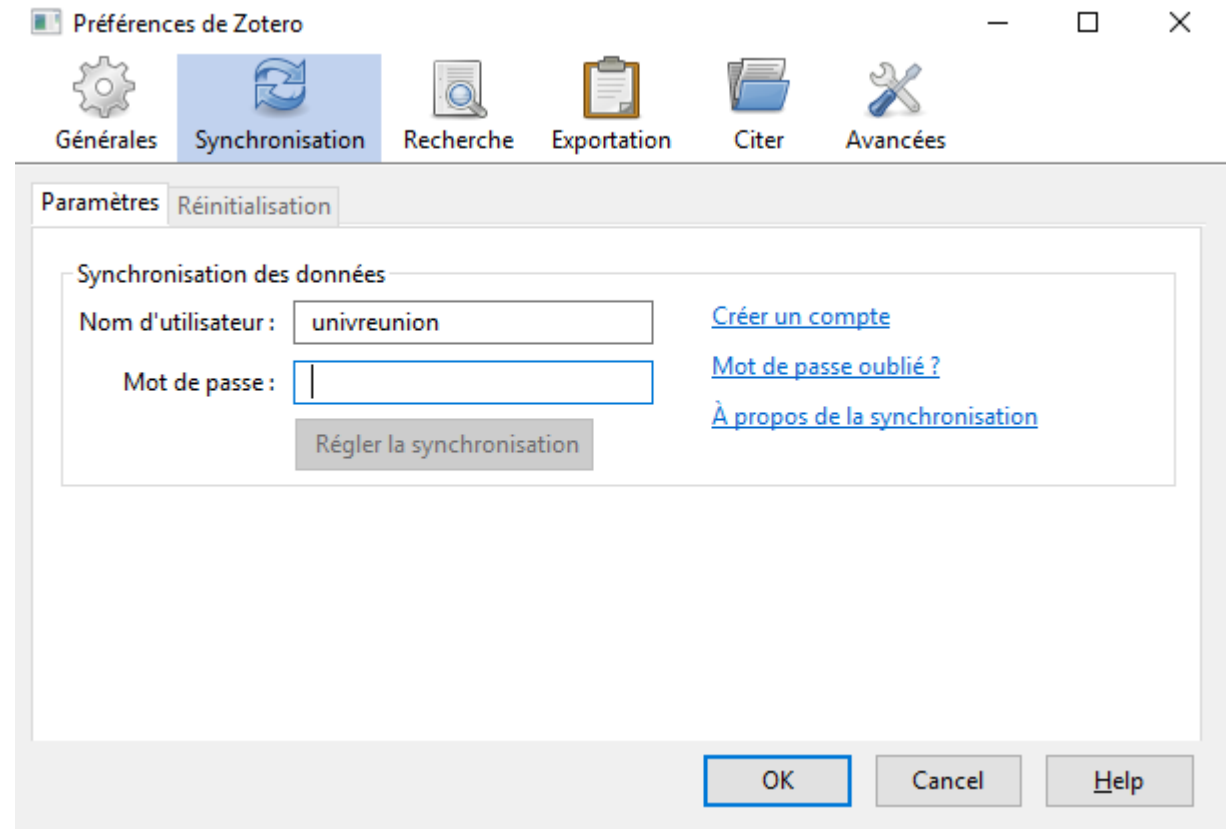 Préférences de Zotero
Générales Synchronisation Recherche Exportation Citer Avancées
Paramètres Réinitialisation
Synchronisation des données
Nom d'utilisateur : univreunion Créer un compte
Mot de passe : Mot de passe oublié ?
À propos de la synchronisation
Régler la synchronisation
OK Cancel Help